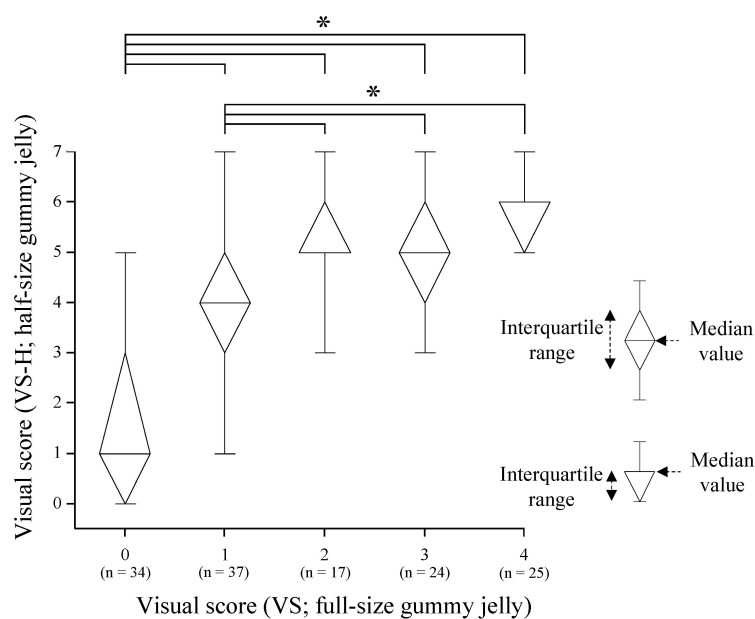 *
*
Visual score (VS-H; half-size gummy jelly)
7
6
5
4
3
2
1
0
Interquartile
range
Median
value
Interquartile
range
Median
value
0
1
2
3
4
(n = 34)
(n = 37)
(n = 17)
(n = 24)
(n = 25)
Visual score (VS; full-size gummy jelly)